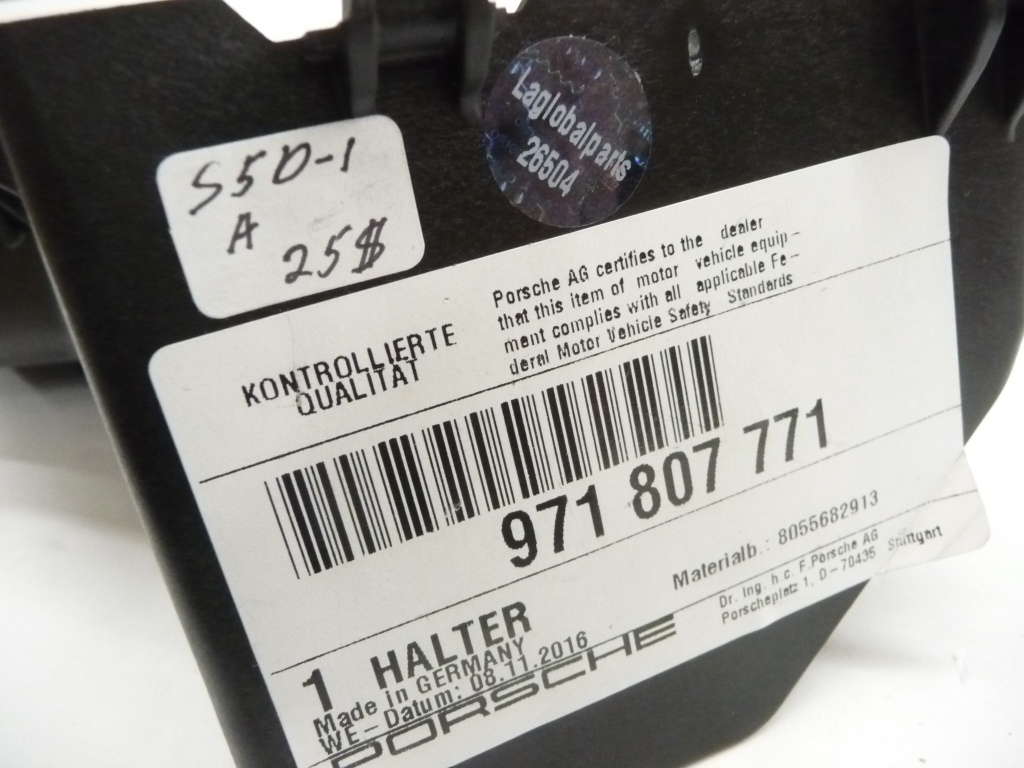 S5D-1
A
25$
Laglobalparts
26504
KONTROLLIERTE
QUALITÄT
Porsche AG certifies to the dealer
that this item of motor vehicle equip-
ment complies with all applicable Fe-
deral Motor Vehicle Safety Standards
971 807 771
Materialb.: 8055682913
1 HALTER
Made in GERMANY
WE-Datum: 08.11.2016
Dr. Ing. h.c. F.Porsche AG
Porscheplatz 1, D-70435 Stuttgart
PORSCHE